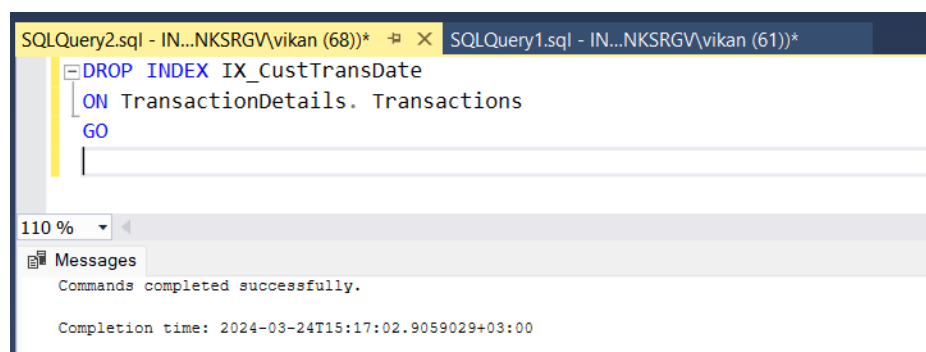 SQLQuery2.sql - IN...NKSRGV\vikan (68))* SQLQuery1.sql - IN...NKSRGV\vikan (61))*
DROP INDEX IX_CustTransDate
ON TransactionDetails. Transactions
GO
110 %
Messages
Commands completed successfully.
Completion time: 2024-03-24T15:17:02.9059029+03:00